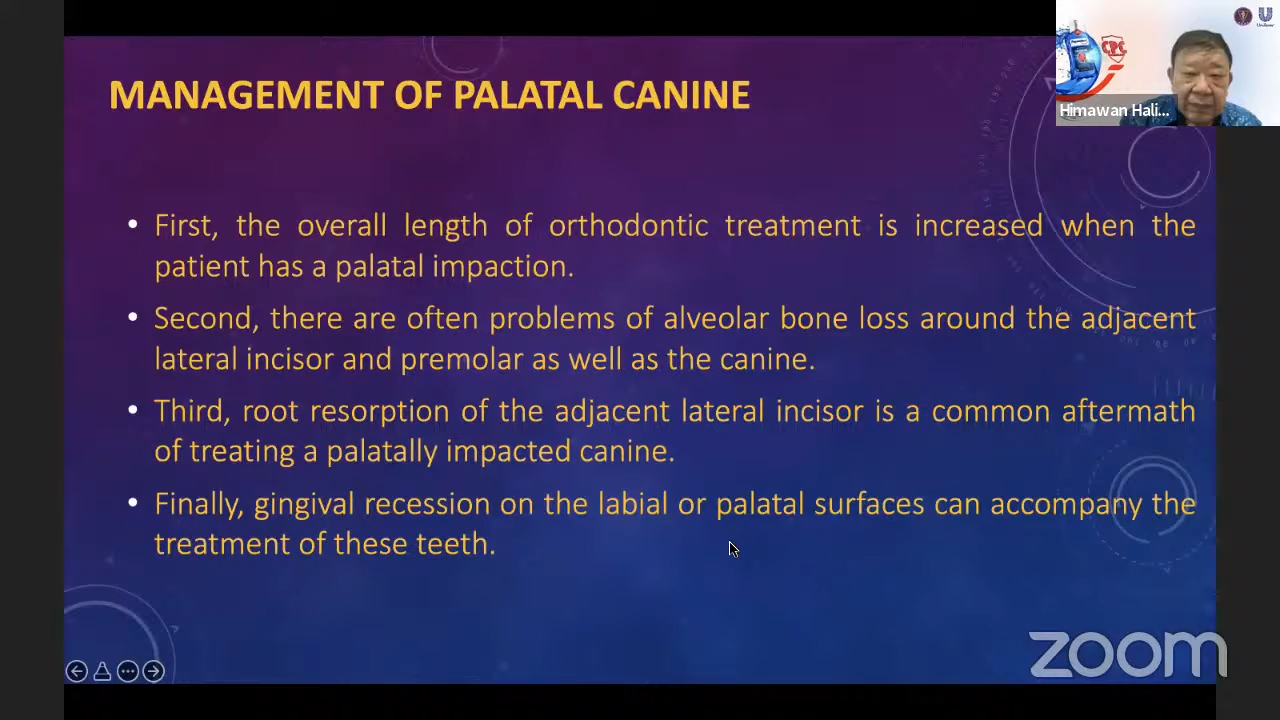 MANAGEMENT OF PALATAL CANINE
CPC
Himawan Hali...
• First, the overall length of orthodontic treatment is increased when the
patient has a palatal impaction.
• Second, there are often problems of alveolar bone loss around the adjacent
lateral incisor and premolar as well as the canine.
• Third, root resorption of the adjacent lateral incisor is a common aftermath
of treating a palatally impacted canine.
• Finally, gingival recession on the labial or palatal surfaces can accompany the
treatment of these teeth.
zoom